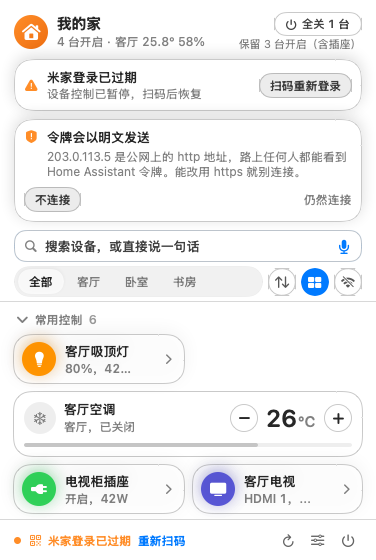 我的家
4 台开启 · 客厅 25.8° 58%
全关 1 台
保留 3 台开启（含插座）
米家登录已过期
设备控制已暂停，扫码后恢复
扫码重新登录
令牌会以明文发送
203.0.113.5 是公网上的 http 地址，路上任何人都能看到
Home Assistant 令牌。能改用 https 就别连接。
不连接
仍然连接
搜索设备，或直接说一句话
全部 客厅 卧室 书房
常用控制 6
客厅吸顶灯
80%，42...
客厅空调
客厅，已关闭
26°C
电视柜插座
开启，42W
客厅电视
HDMI 1，...
米家登录已过期 重新扫码